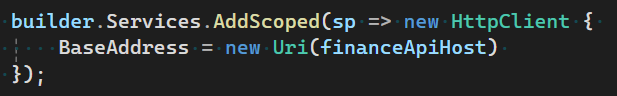 builder.Services.AddScoped(sp => new HttpClient {
    BaseAddress = new Uri(financeApiHost)
});